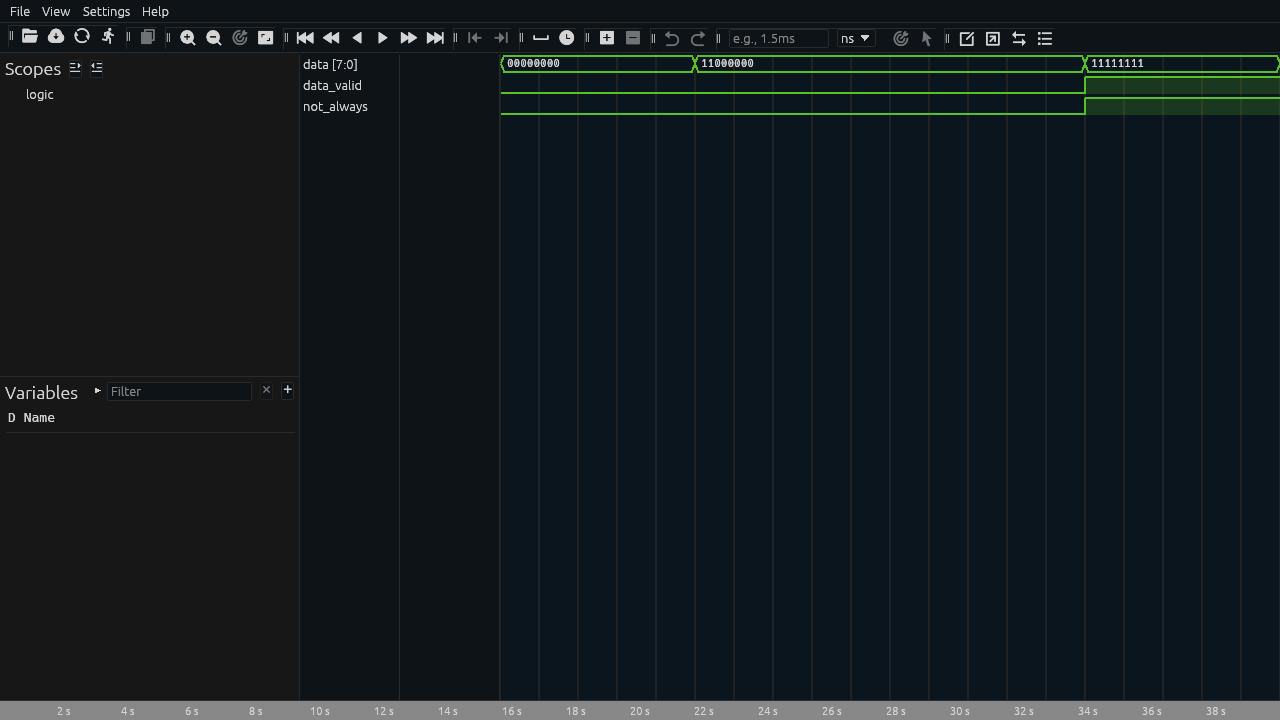 File View Settings Help
e.g., 1.5ms ns
Scopes
logic
data [7:0] 00000000 11000000 11111111
data_valid
not_always
Variables Filter
D Name
2 s 4 s 6 s 8 s 10 s 12 s 14 s 16 s 18 s 20 s 22 s 24 s 26 s 28 s 30 s 32 s 34 s 36 s 38 s